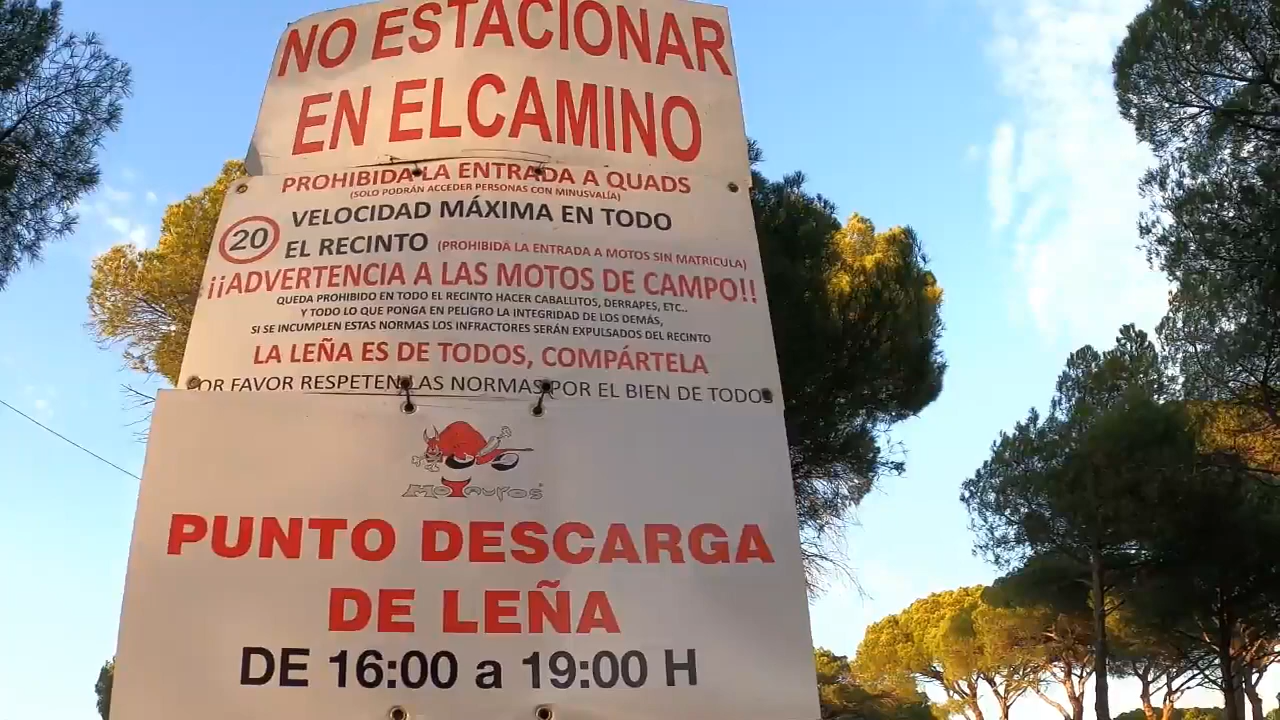 NO ESTACIONAR
EN EL CAMINO
PROHIBIDA LA ENTRADA A QUADS
(SOLO PODRÁN ACCEDER PERSONAS CON MINUSVALÍA)
20
VELOCIDAD MÁXIMA EN TODO
EL RECINTO (PROHIBIDA LA ENTRADA A MOTOS SIN MATRICULA)
¡¡ADVERTENCIA A LAS MOTOS DE CAMPO!!
QUEDA PROHIBIDO EN TODO EL RECINTO HACER CABALLITOS, DERRAPES, ETC..
Y TODO LO QUE PONGA EN PELIGRO LA INTEGRIDAD DE LOS DEMÁS,
SI SE INCUMPLEN ESTAS NORMAS LOS INFRACTORES SERÁN EXPULSADOS DEL RECINTO
LA LEÑA ES DE TODOS, COMPÁRTELA
POR FAVOR RESPETEN LAS NORMAS POR EL BIEN DE TODOS
MoTauros
PUNTO DESCARGA
DE LEÑA
DE 16:00 a 19:00 H